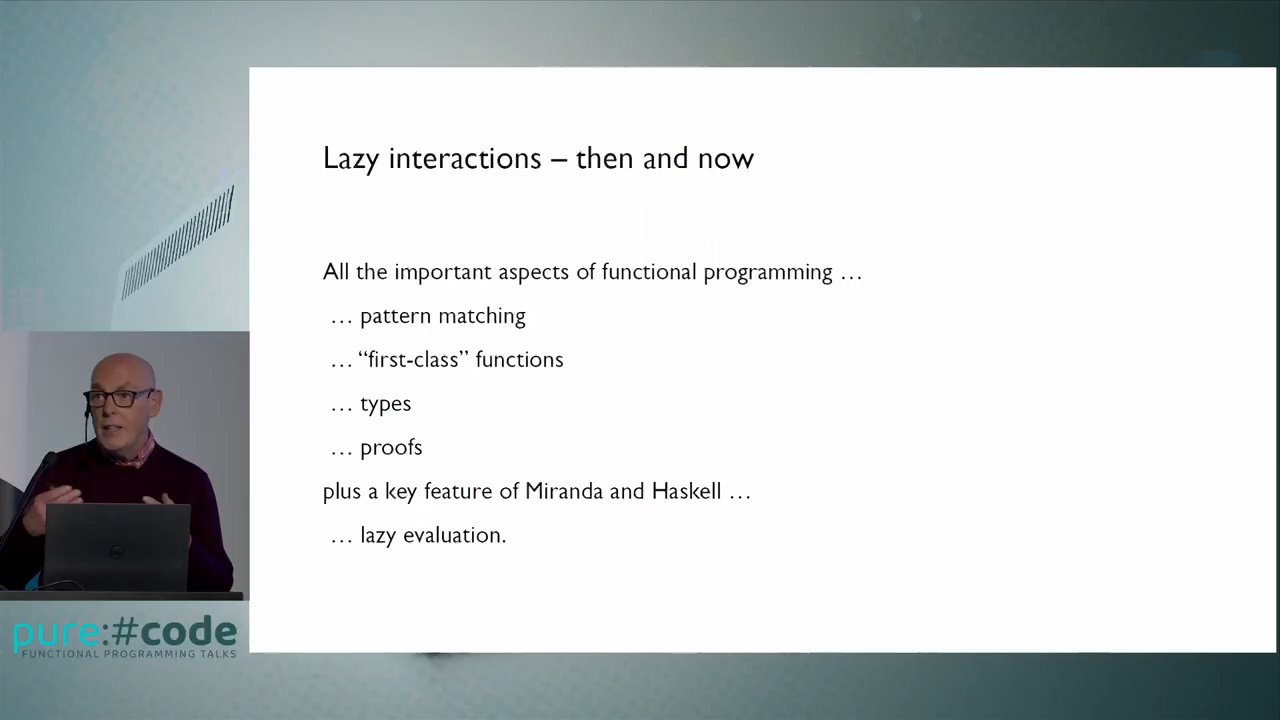 Lazy interactions – then and now
All the important aspects of functional programming …
… pattern matching
… “first-class” functions
… types
… proofs
plus a key feature of Miranda and Haskell …
… lazy evaluation.
pure:#code
FUNCTIONAL PROGRAMMING TALKS